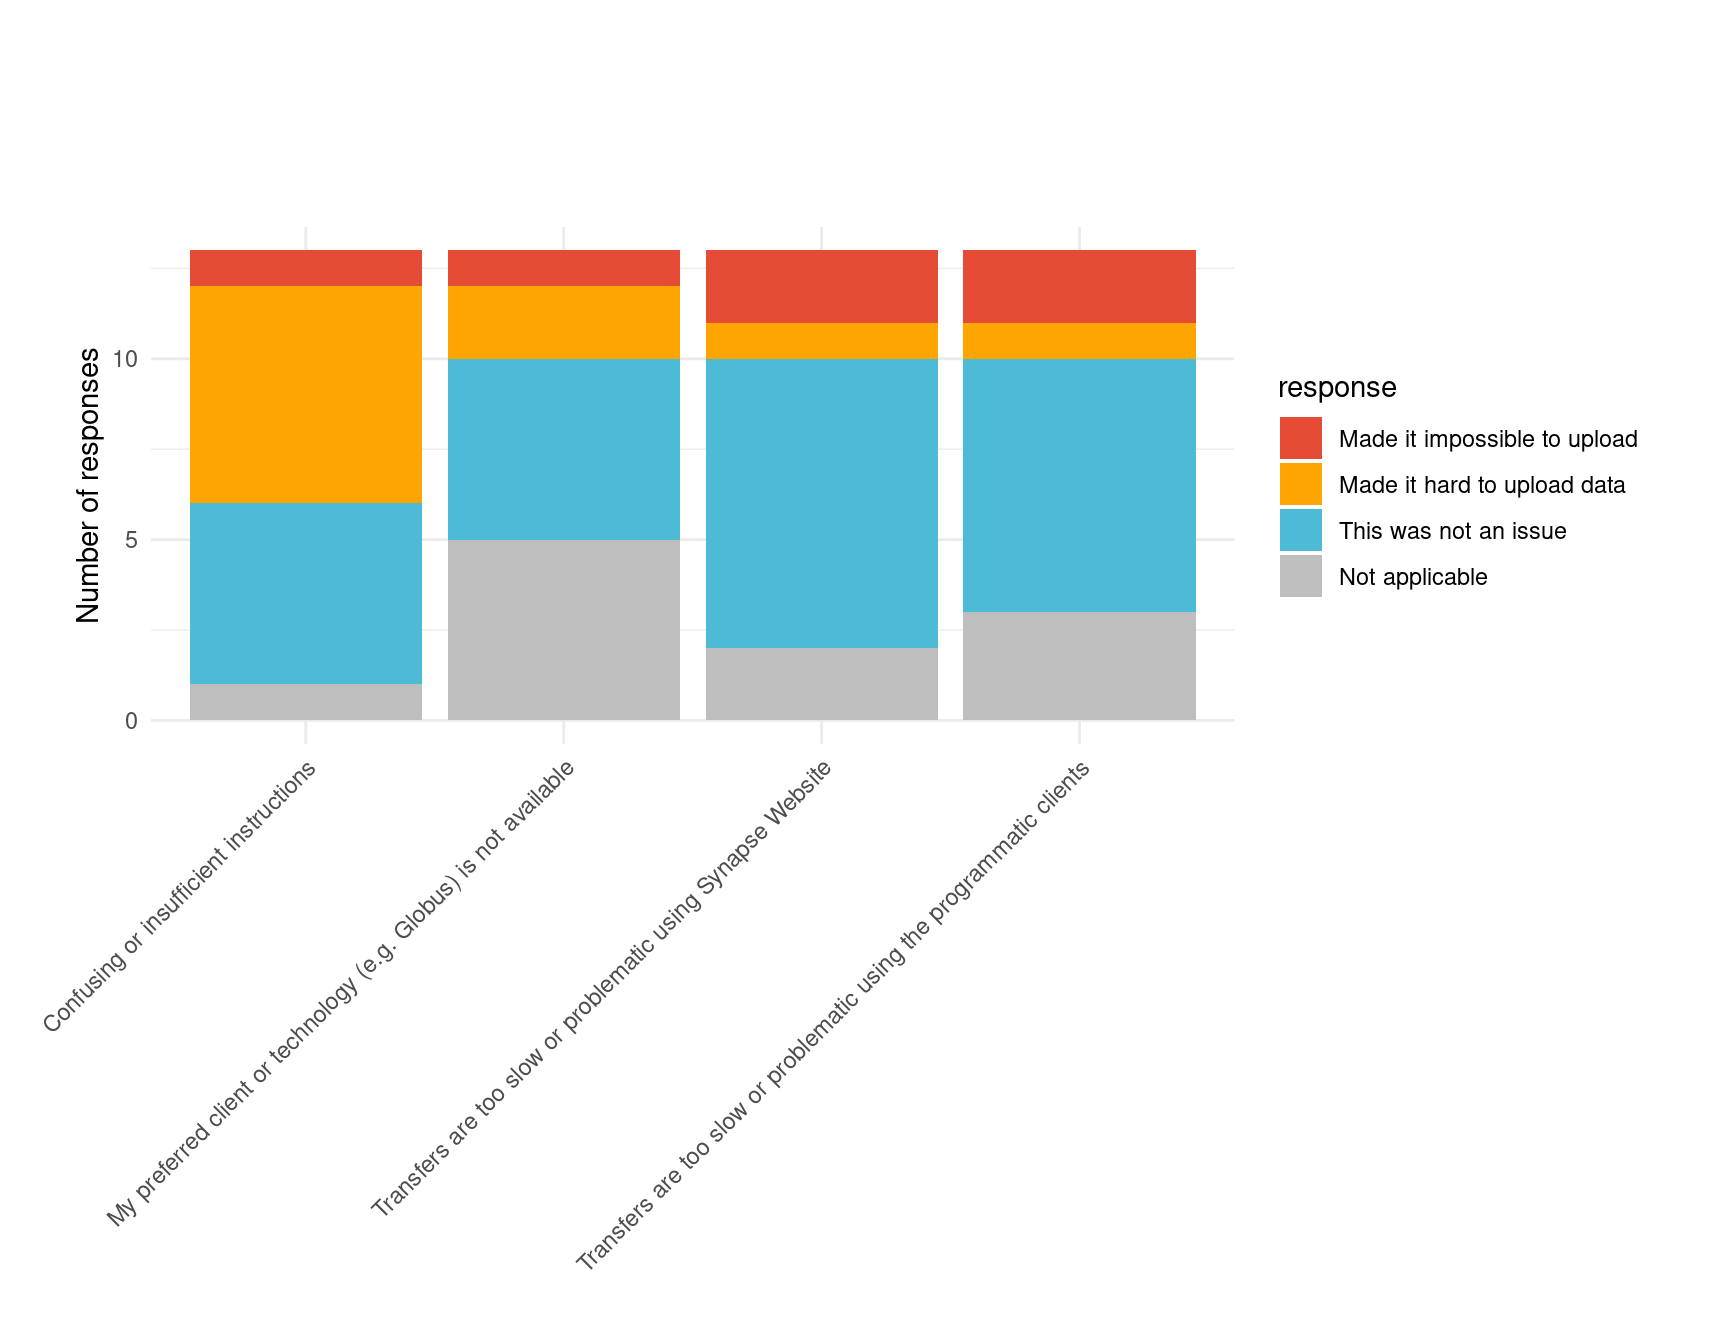 Number of responses
10
5
0
Confusing or insufficient instructions
My preferred client or technology (e.g. Globus) is not available
Transfers are too slow or problematic using Synapse Website
Transfers are too slow or problematic using the programmatic clients
response
Made it impossible to upload
Made it hard to upload data
This was not an issue
Not applicable